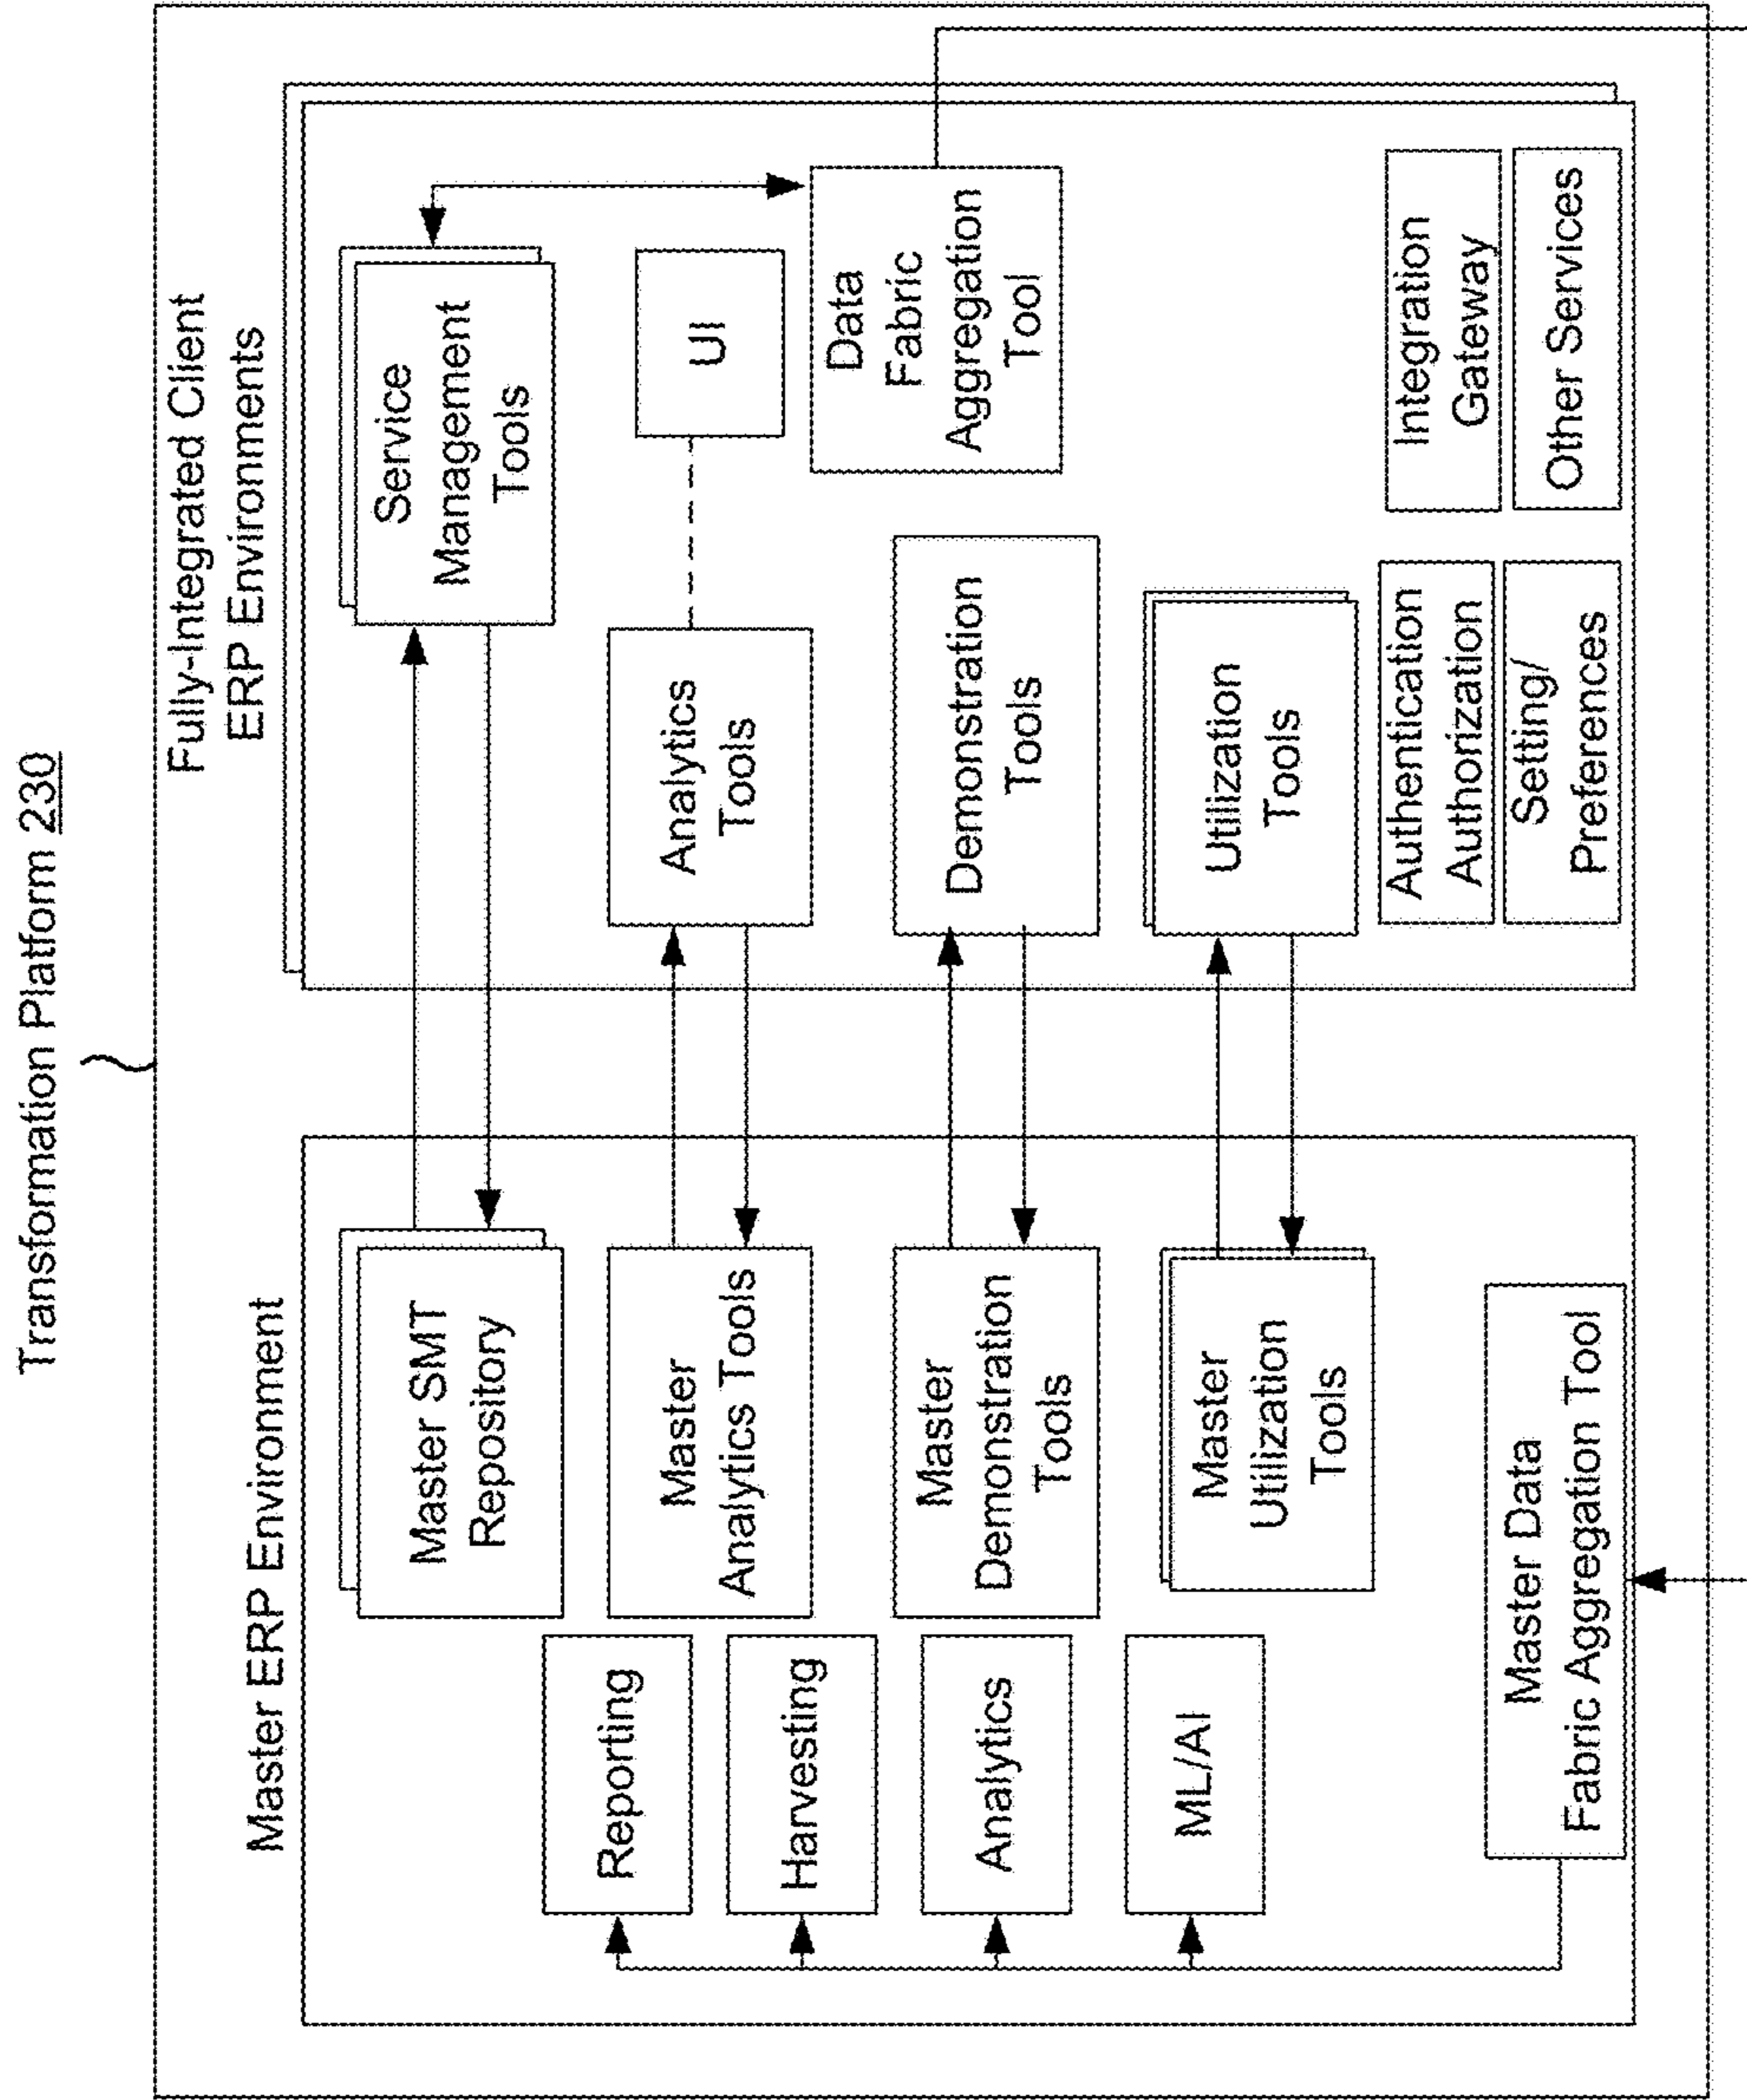 Transformation Platform 230
Master ERP Environment
Fully-Integrated Client
ERP Environments
Reporting
Harvesting
Analytics
ML/AI
Master SMT
Repository
Master
Analytics Tools
Master
Demonstration
Tools
Master
Utilization
Tools
Master Data
Fabric Aggregation Tool
Service
Management
Tools
Analytics
Tools
UI
Data
Fabric
Aggregation
Tool
Demonstration
Tools
Utilization
Tools
Authentication
Authorization
Setting/
Preferences
Integration
Gateway
Other Services